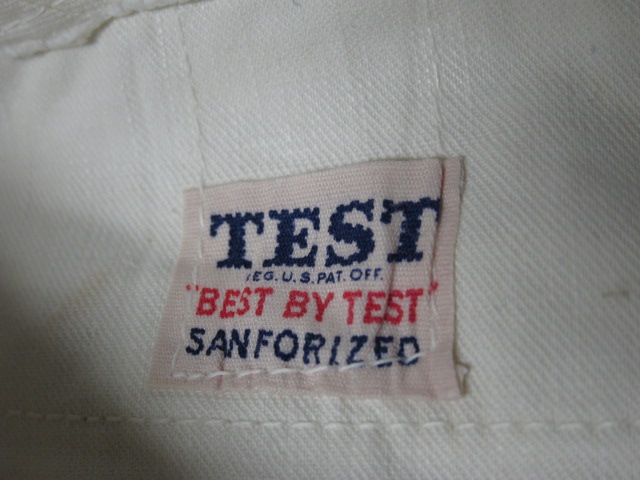 TEST
REG. U.S. PAT. OFF.
"BEST BY TEST"
SANFORIZED